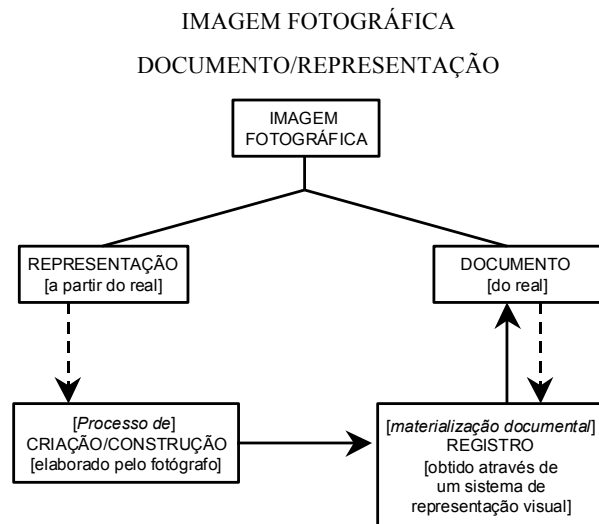 IMAGEM FOTOGRÁFICA
DOCUMENTO/REPRESENTAÇÃO
IMAGEM
FOTOGRÁFICA
REPRESENTAÇÃO
[a partir do real]
DOCUMENTO
[do real]
[Processo de]
CRIAÇÃO/CONSTRUÇÃO
[elaborado pelo fotógrafo]
[materialização documental]
REGISTRO
[obtido através de
um sistema de
representação visual]